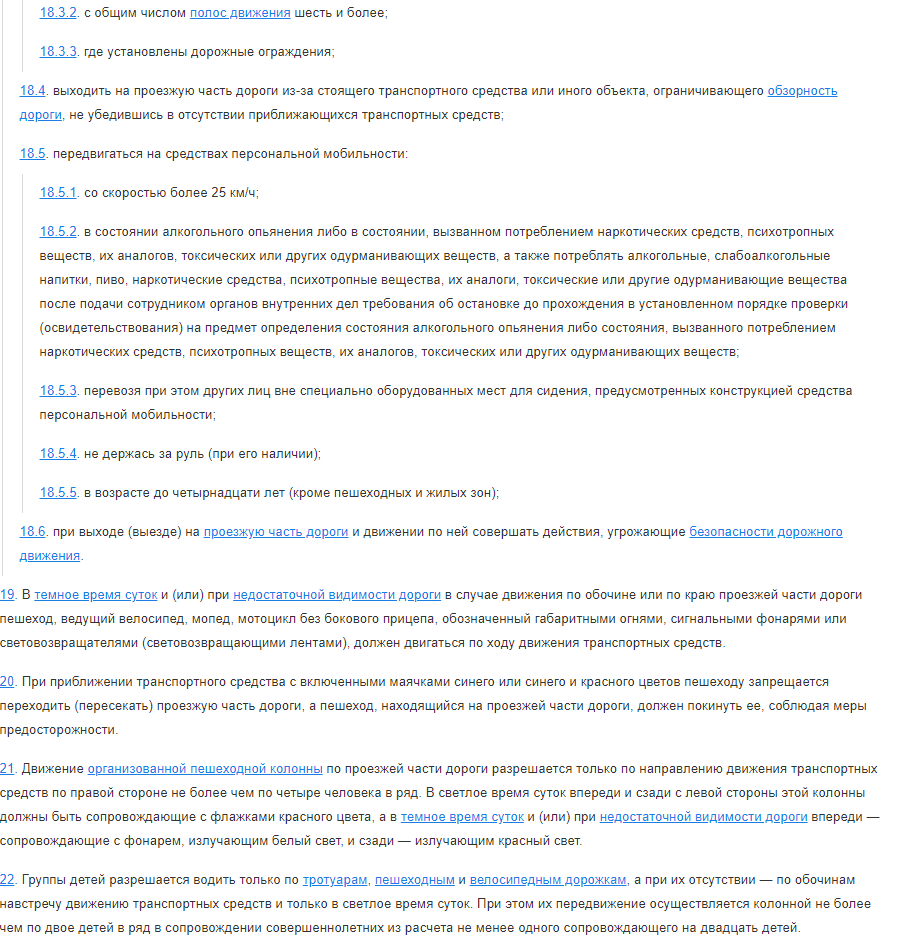 18.3.2. с общим числом полос движения шесть и более;
18.3.3. где установлены дорожные ограждения;
18.4. выходить на проезжую часть дороги из-за стоящего транспортного средства или иного объекта, ограничивающего обзорность
дороги, не убедившись в отсутствии приближающихся транспортных средств;
18.5. передвигаться на средствах персональной мобильности:
18.5.1. со скоростью более 25 км/ч;
18.5.2. в состоянии алкогольного опьянения либо в состоянии, вызванном потреблением наркотических средств, психотропных
веществ, их аналогов, токсических или других одурманивающих веществ, а также потреблять алкогольные, слабоалкогольные
напитки, пиво, наркотические средства, психотропные вещества, их аналоги, токсические или другие одурманивающие вещества
после подачи сотрудником органов внутренних дел требования об остановке до прохождения в установленном порядке проверки
(освидетельствования) на предмет определения состояния алкогольного опьянения либо состояния, вызванного потреблением
наркотических средств, психотропных веществ, их аналогов, токсических или других одурманивающих веществ;
18.5.3. перевозя при этом других лиц вне специально оборудованных мест для сидения, предусмотренных конструкцией средства
персональной мобильности;
18.5.4. не держась за руль (при его наличии);
18.5.5. в возрасте до четырнадцати лет (кроме пешеходных и жилых зон);
18.6. при выходе (выезде) на проезжую часть дороги и движении по ней совершать действия, угрожающие безопасности дорожного
движения.
19. В темное время суток и (или) при недостаточной видимости дороги в случае движения по обочине или по краю проезжей части дороги
пешеход, ведущий велосипед, мопед, мотоцикл без бокового прицепа, обозначенный габаритными огнями, сигнальными фонарями или
световозвращателями (световозвращающими лентами), должен двигаться по ходу движения транспортных средств.
20. При приближении транспортного средства с включенными маячками синего или синего и красного цветов пешеходу запрещается
переходить (пересекать) проезжую часть дороги, а пешеход, находящийся на проезжей части дороги, должен покинуть ее, соблюдая меры
предосторожности.
21. Движение организованной пешеходной колонны по проезжей части дороги разрешается только по направлению движения транспортных
средств по правой стороне не более чем по четыре человека в ряд. В светлое время суток впереди и сзади с левой стороны этой колонны
должны быть сопровождающие с флажками красного цвета, а в темное время суток и (или) при недостаточной видимости дороги впереди —
сопровождающие с фонарем, излучающим белый свет, и сзади — излучающим красный свет.
22. Группы детей разрешается водить только по тротуарам, пешеходным и велосипедным дорожкам, а при их отсутствии — по обочинам
навстречу движению транспортных средств и только в светлое время суток. При этом их передвижение осуществляется колонной не более
чем по двое детей в ряд в сопровождении совершеннолетних из расчета не менее одного сопровождающего на двадцать детей.